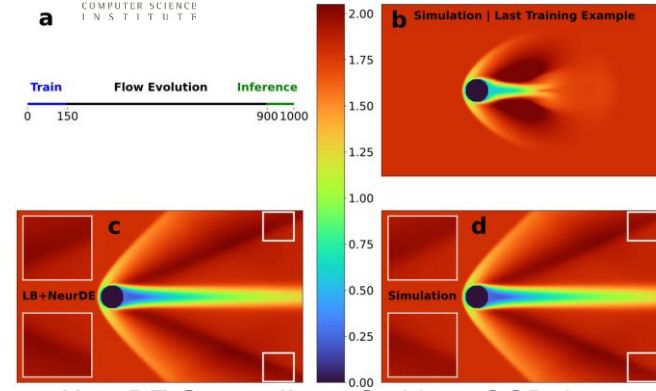 COMPUTER SCIENCE
INSTITUTE
a
Train Flow Evolution Inference
0 150 900 1000
2.00
1.75
1.50
1.25
1.00
0.75
0.50
0.25
0.00
b Simulation | Last Training Example
c
LB+NeurDE
d
Simulation